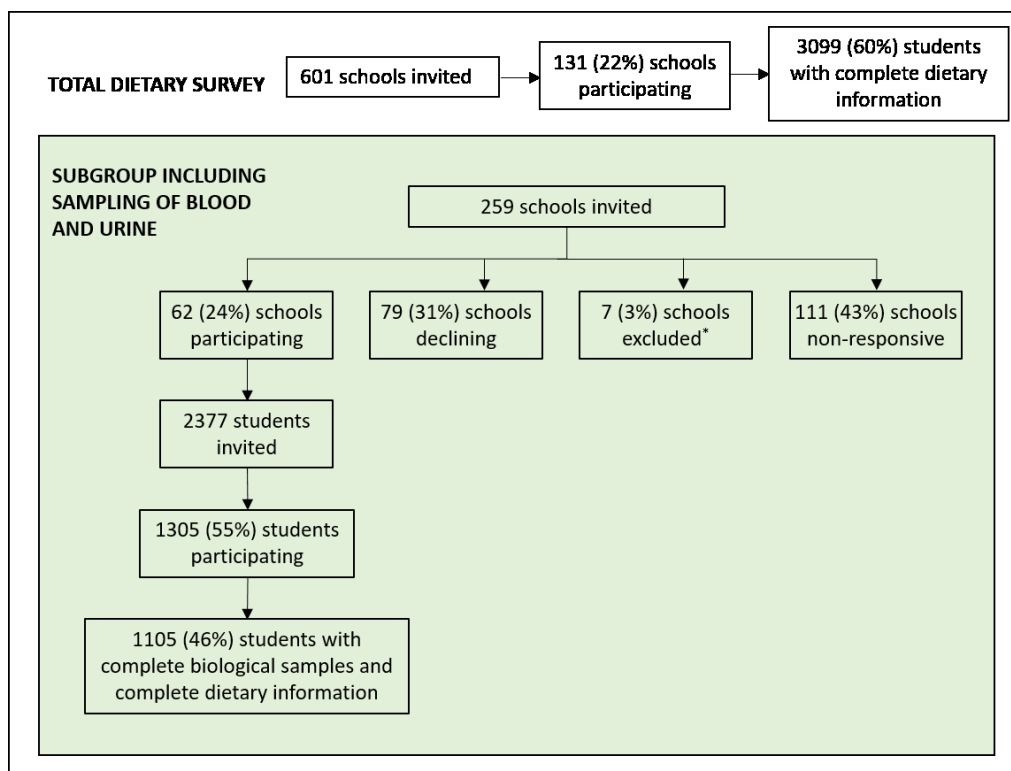 TOTAL DIETARY SURVEY
601 schools invited
131 (22%) schools
participating
3099 (60%) students
with complete dietary
information
SUBGROUP INCLUDING
SAMPLING OF BLOOD
AND URINE
259 schools invited
62 (24%) schools
participating
79 (31%) schools
declining
7 (3%) schools
excluded*
111 (43%) schools
non-responsive
2377 students
invited
1305 (55%) students
participating
1105 (46%) students with
complete biological samples and
complete dietary information